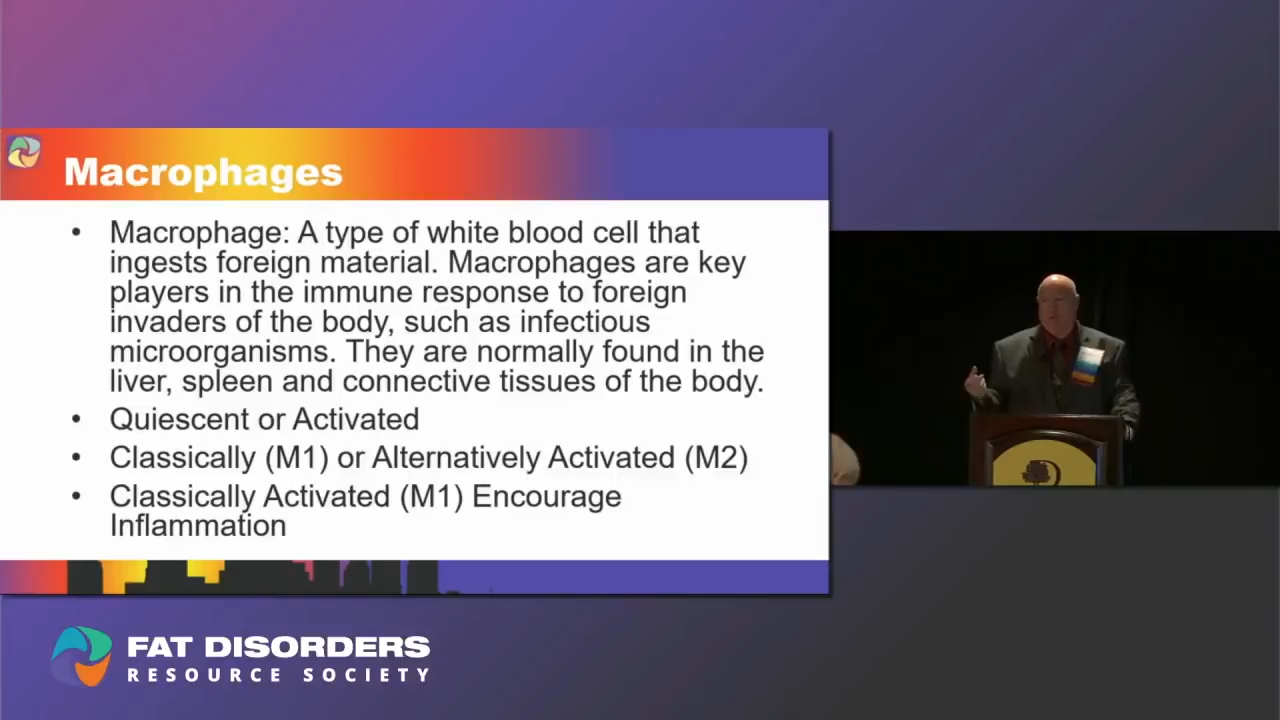 Macrophages
• Macrophage: A type of white blood cell that
ingests foreign material. Macrophages are key
players in the immune response to foreign
invaders of the body, such as infectious
microorganisms. They are normally found in the
liver, spleen and connective tissues of the body.
• Quiescent or Activated
• Classically (M1) or Alternatively Activated (M2)
• Classically Activated (M1) Encourage
Inflammation
FAT DISORDERS
RESOURCE SOCIETY